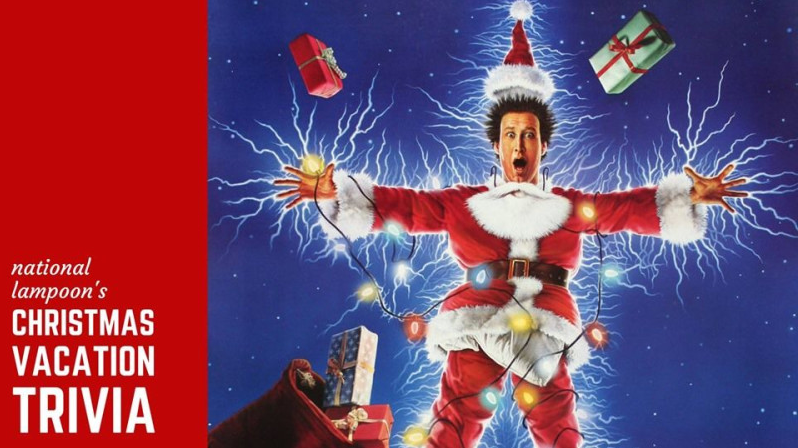 national
lampoon's
CHRISTMAS
VACATION
TRIVIA